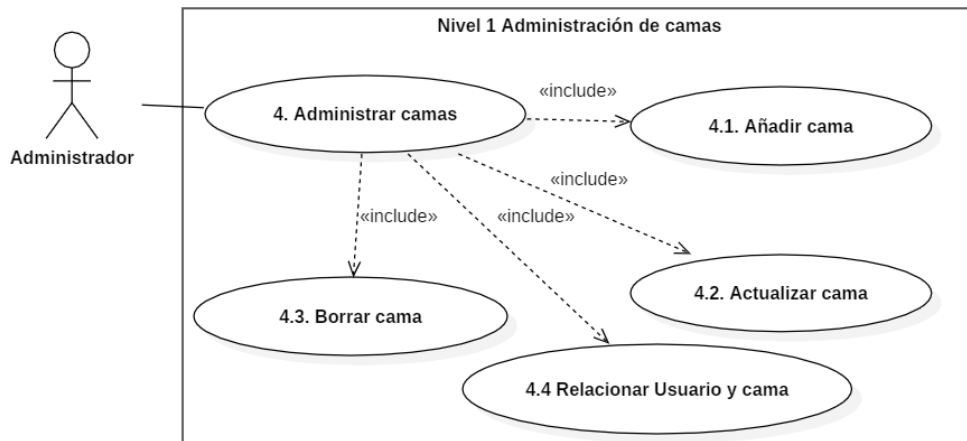 Nivel 1 Administración de camas
Administrador
4. Administrar camas
«include»
4.1. Añadir cama
«include»
4.2. Actualizar cama
«include»
4.3. Borrar cama
«include»
4.4 Relacionar Usuario y cama